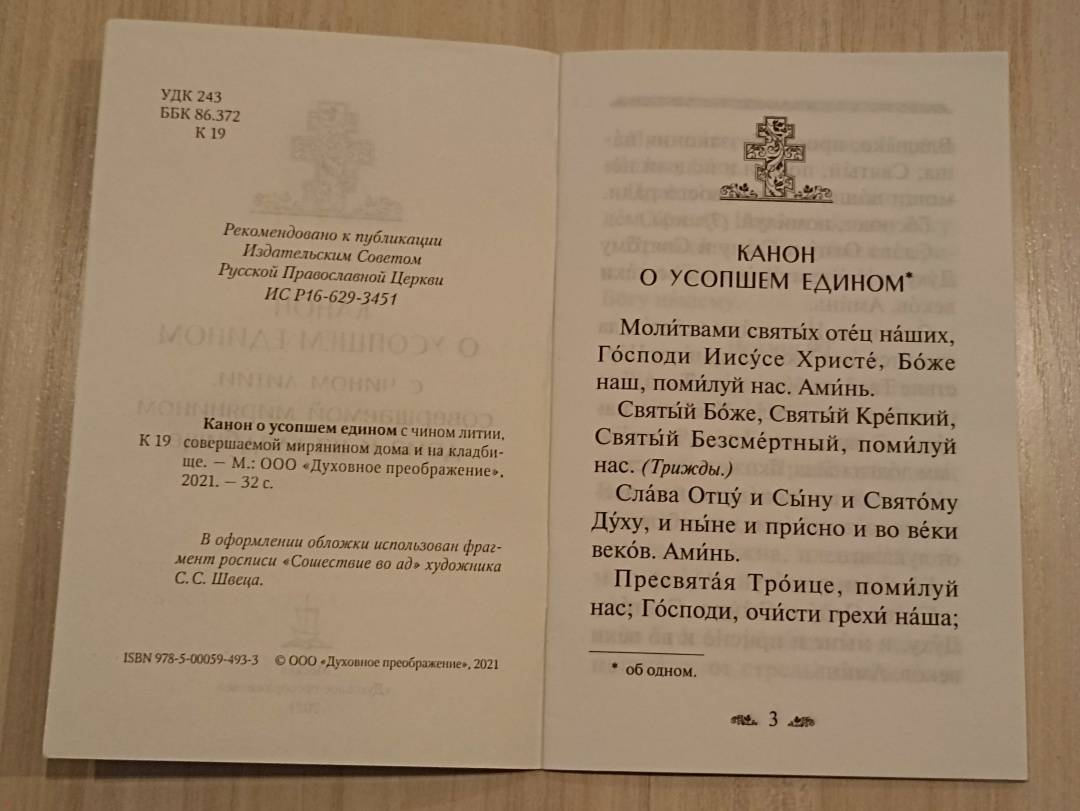 УДК 243
ББК 86.372
К 19
Рекомендовано к публикации
Издательским Советом
Русской Православной Церкви
ИС Р16-629-3451
Канон о усопшем едином с чином литии,
К 19 совершаемой мирянином дома и на кладби-
ще. — М.: ООО «Духовное преображение»,
2021. — 32 с.
В оформлении обложки использован фраг-
мент росписи «Сошествие во ад» художника
С. С. Швеца.
ISBN 978-5-00059-493-3 © ООО «Духовное преображение», 2021
КАНОН
О УСОПШЕМ ЕДИНОМ*
Моли́твами святы́х оте́ц на́ших,
Го́споди Иису́се Христе́, Бо́же
наш, поми́луй нас. Ами́нь.
Святы́й Бо́же, Святы́й Кре́пкий,
Святы́й Безсме́ртный, поми́луй
нас. (Трижды.)
Сла́ва Отцу́ и Сы́ну и Свято́му
Ду́ху, и ны́не и при́сно и во ве́ки
веко́в. Ами́нь.
Пресвята́я Тро́ице, поми́луй
нас; Го́споди, очи́сти грехи́ на́ша;
* об одном.
3